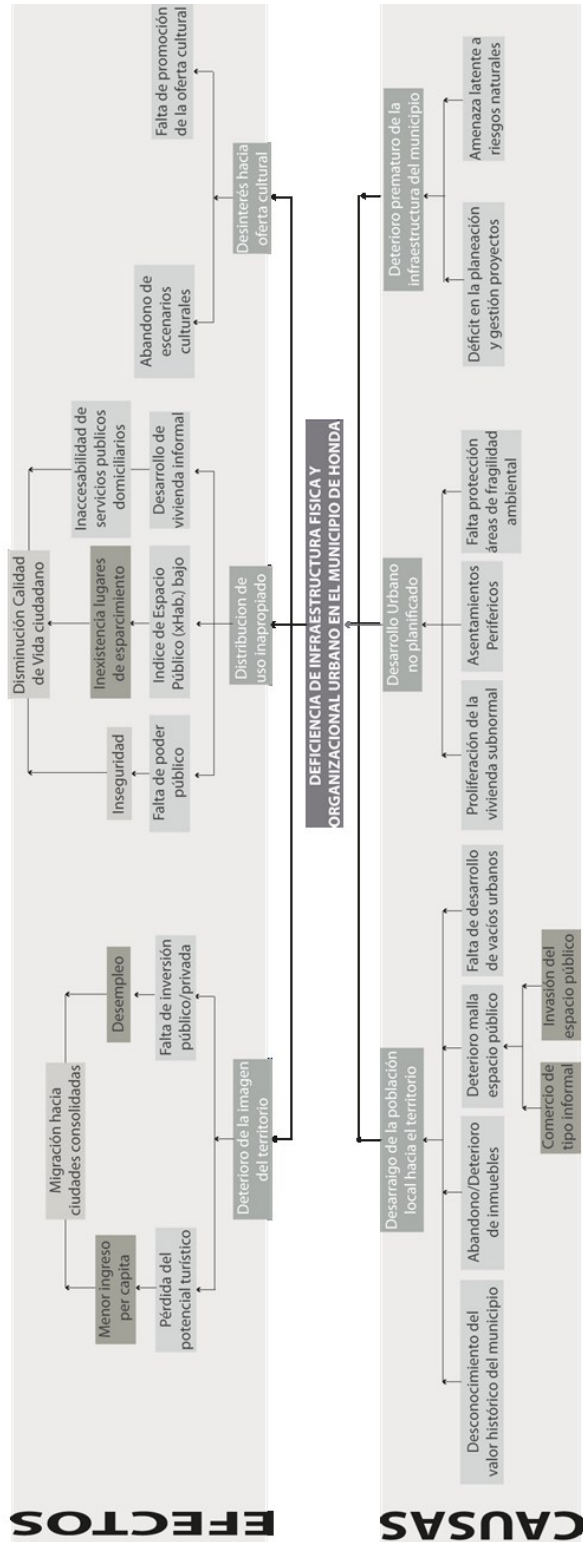 EFECTOS
Migración hacia
ciudades consolidadas
Menor ingreso
per capita
Desempleo
Pérdida del
potencial turístico
Falta de inversión
público/privada
Deterioro de la imagen
del territorio
Disminución Calidad
de Vida ciudadano
Inseguridad
Inexistencia lugares
de esparcimiento
Inaccesabilidad de
servicios publicos
domiciliarios
Falta de poder
público
Indice de Espacio
Público (xHab.) bajo
Desarrollo de
vivienda informal
Distribucion de
uso inapropiado
Abandono de
escenarios
culturales
Falta de promoción
de la oferta cultural
Desinterés hacia
oferta cultural
DEFICIENCIA DE INFRAESTRUCTURA FISICA Y
ORGANIZACIONAL URBANO EN EL MUNICIPIO DE HONDA
CAUSAS
Desarraigo de la población
local hacia el territorio
Desconocimiento del
valor histórico del municipio
Abandono/Deterioro
de inmuebles
Deterioro malla
espacio público
Falta de desarrollo
de vacíos urbanos
Comercio de
tipo informal
Invasión del
espacio público
Desarrollo Urbano
no planificado
Proliferación de la
vivienda subnormal
Asentamientos
Perifericos
Falta protección
áreas de fragilidad
ambiental
Deterioro prematuro de la
infraestructura del municipio
Déficit en la planeación
y gestión proyectos
Amenaza latente a
riesgos naturales